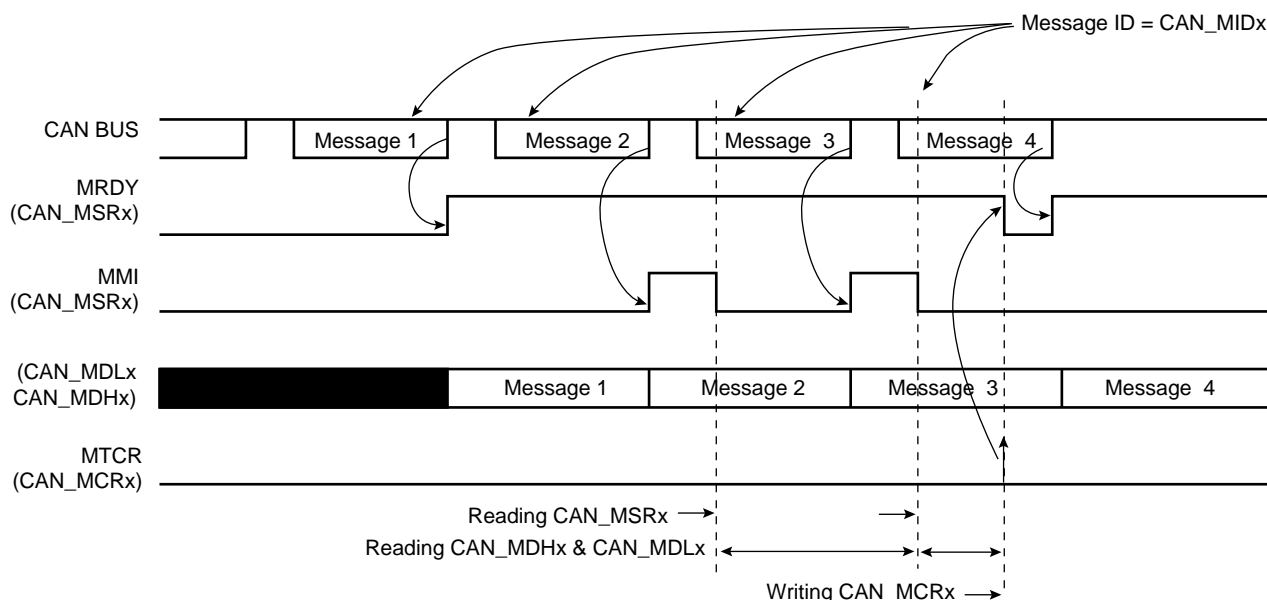 Message ID = CAN_MIDx
CAN BUS
Message 1
Message 2
Message 3
Message 4
MRDY
(CAN_MSRx)
MMI
(CAN_MSRx)
(CAN_MDLx
CAN_MDHx)
Message 1
Message 2
Message 3
Message 4
MTCR
(CAN_MCRx)
Reading CAN_MSRx
Reading CAN_MDHx & CAN_MDLx
Writing CAN_MCRx